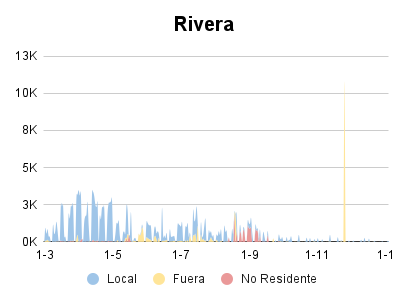 Rivera
13K
10K
8K
5K
3K
0K
1-3 1-5 1-7 1-9 1-11 1-1
Local Fuera No Residente